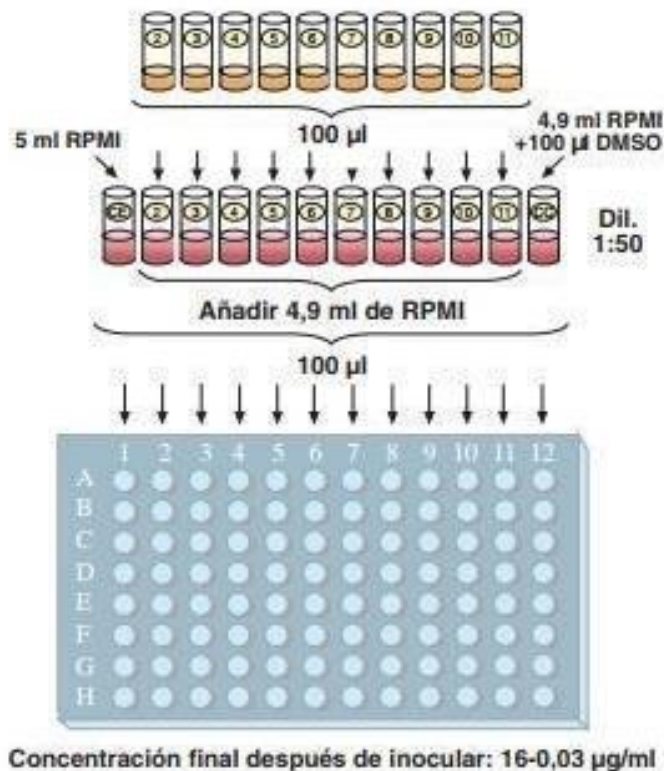 2 3 4 5 6 7 8 9 10 11
100 µl
5 ml RPMI
4,9 ml RPMI
+100 µl DMSO
CE 2 3 4 5 6 7 8 9 10 11 CC
Dil.
1:50
Añadir 4,9 ml de RPMI
100 µl
1 2 3 4 5 6 7 8 9 10 11 12
A
B
C
D
E
F
G
H
Concentración final después de inocular: 16-0,03 µg/ml